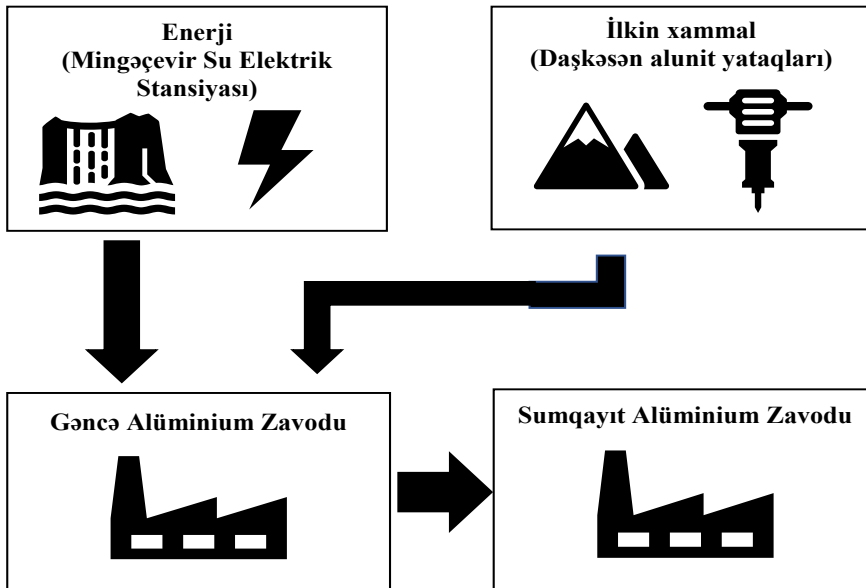 Enerji
(Mingəçevir Su Elektrik
Stansiyası)
İlkin xammal
(Daşkəsən alunit yataqları)
Gəncə Alüminium Zavodu
Sumqayıt Alüminium Zavodu